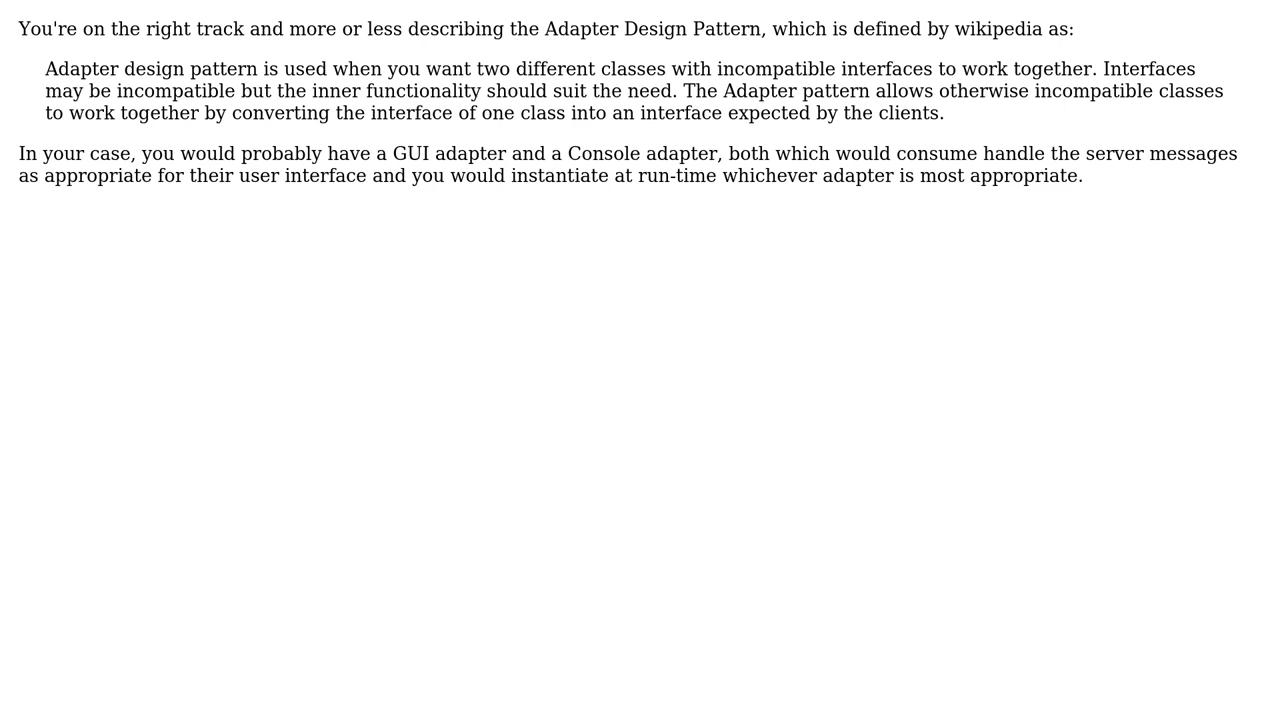 You're on the right track and more or less describing the Adapter Design Pattern, which is defined by wikipedia as:
Adapter design pattern is used when you want two different classes with incompatible interfaces to work together. Interfaces
may be incompatible but the inner functionality should suit the need. The Adapter pattern allows otherwise incompatible classes
to work together by converting the interface of one class into an interface expected by the clients.
In your case, you would probably have a GUI adapter and a Console adapter, both which would consume handle the server messages
as appropriate for their user interface and you would instantiate at run-time whichever adapter is most appropriate.